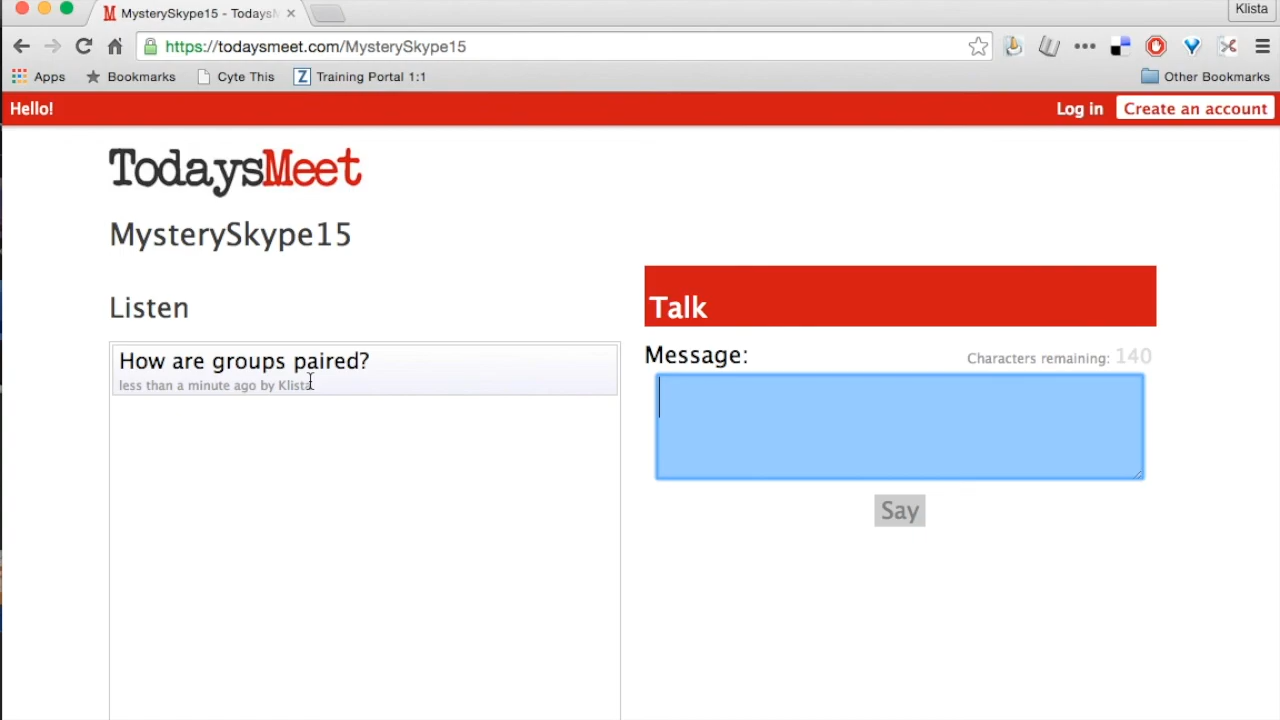 MysterySkype15 - TodaysM
Klista
https://todaysmeet.com/MysterySkype15
Apps
Bookmarks
Cyte This
Z
Training Portal 1:1
Other Bookmarks
Hello!
Log in
Create an account
TodaysMeet
MysterySkype15
Listen
How are groups paired?
less than a minute ago by Klista
Talk
Message:
Characters remaining: 140
Say